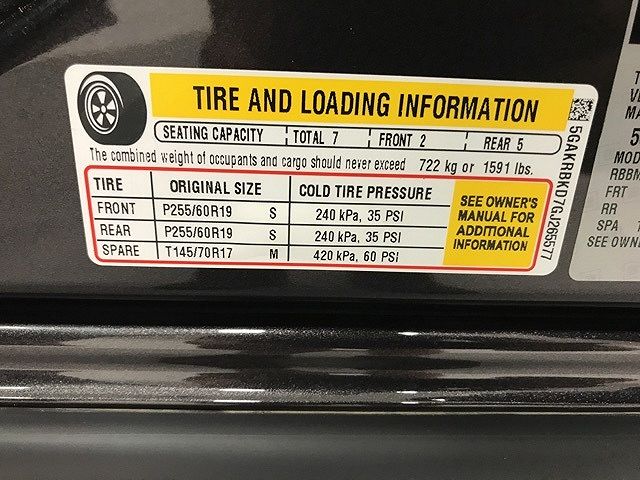 TIRE AND LOADING INFORMATION
SEATING CAPACITY TOTAL 7 FRONT 2 REAR 5
The combined weight of occupants and cargo should never exceed 722 kg or 1591 lbs.
TIRE ORIGINAL SIZE COLD TIRE PRESSURE
FRONT P255/60R19 S 240 kPa, 35 PSI
REAR P255/60R19 S 240 kPa, 35 PSI
SPARE T145/70R17 M 420 kPa, 60 PSI
SEE OWNER'S
MANUAL FOR
ADDITIONAL
INFORMATION
5GAKRBKD7GJ265577
MOD
RBBM
FRT
RR
SPA T
SEE OWN